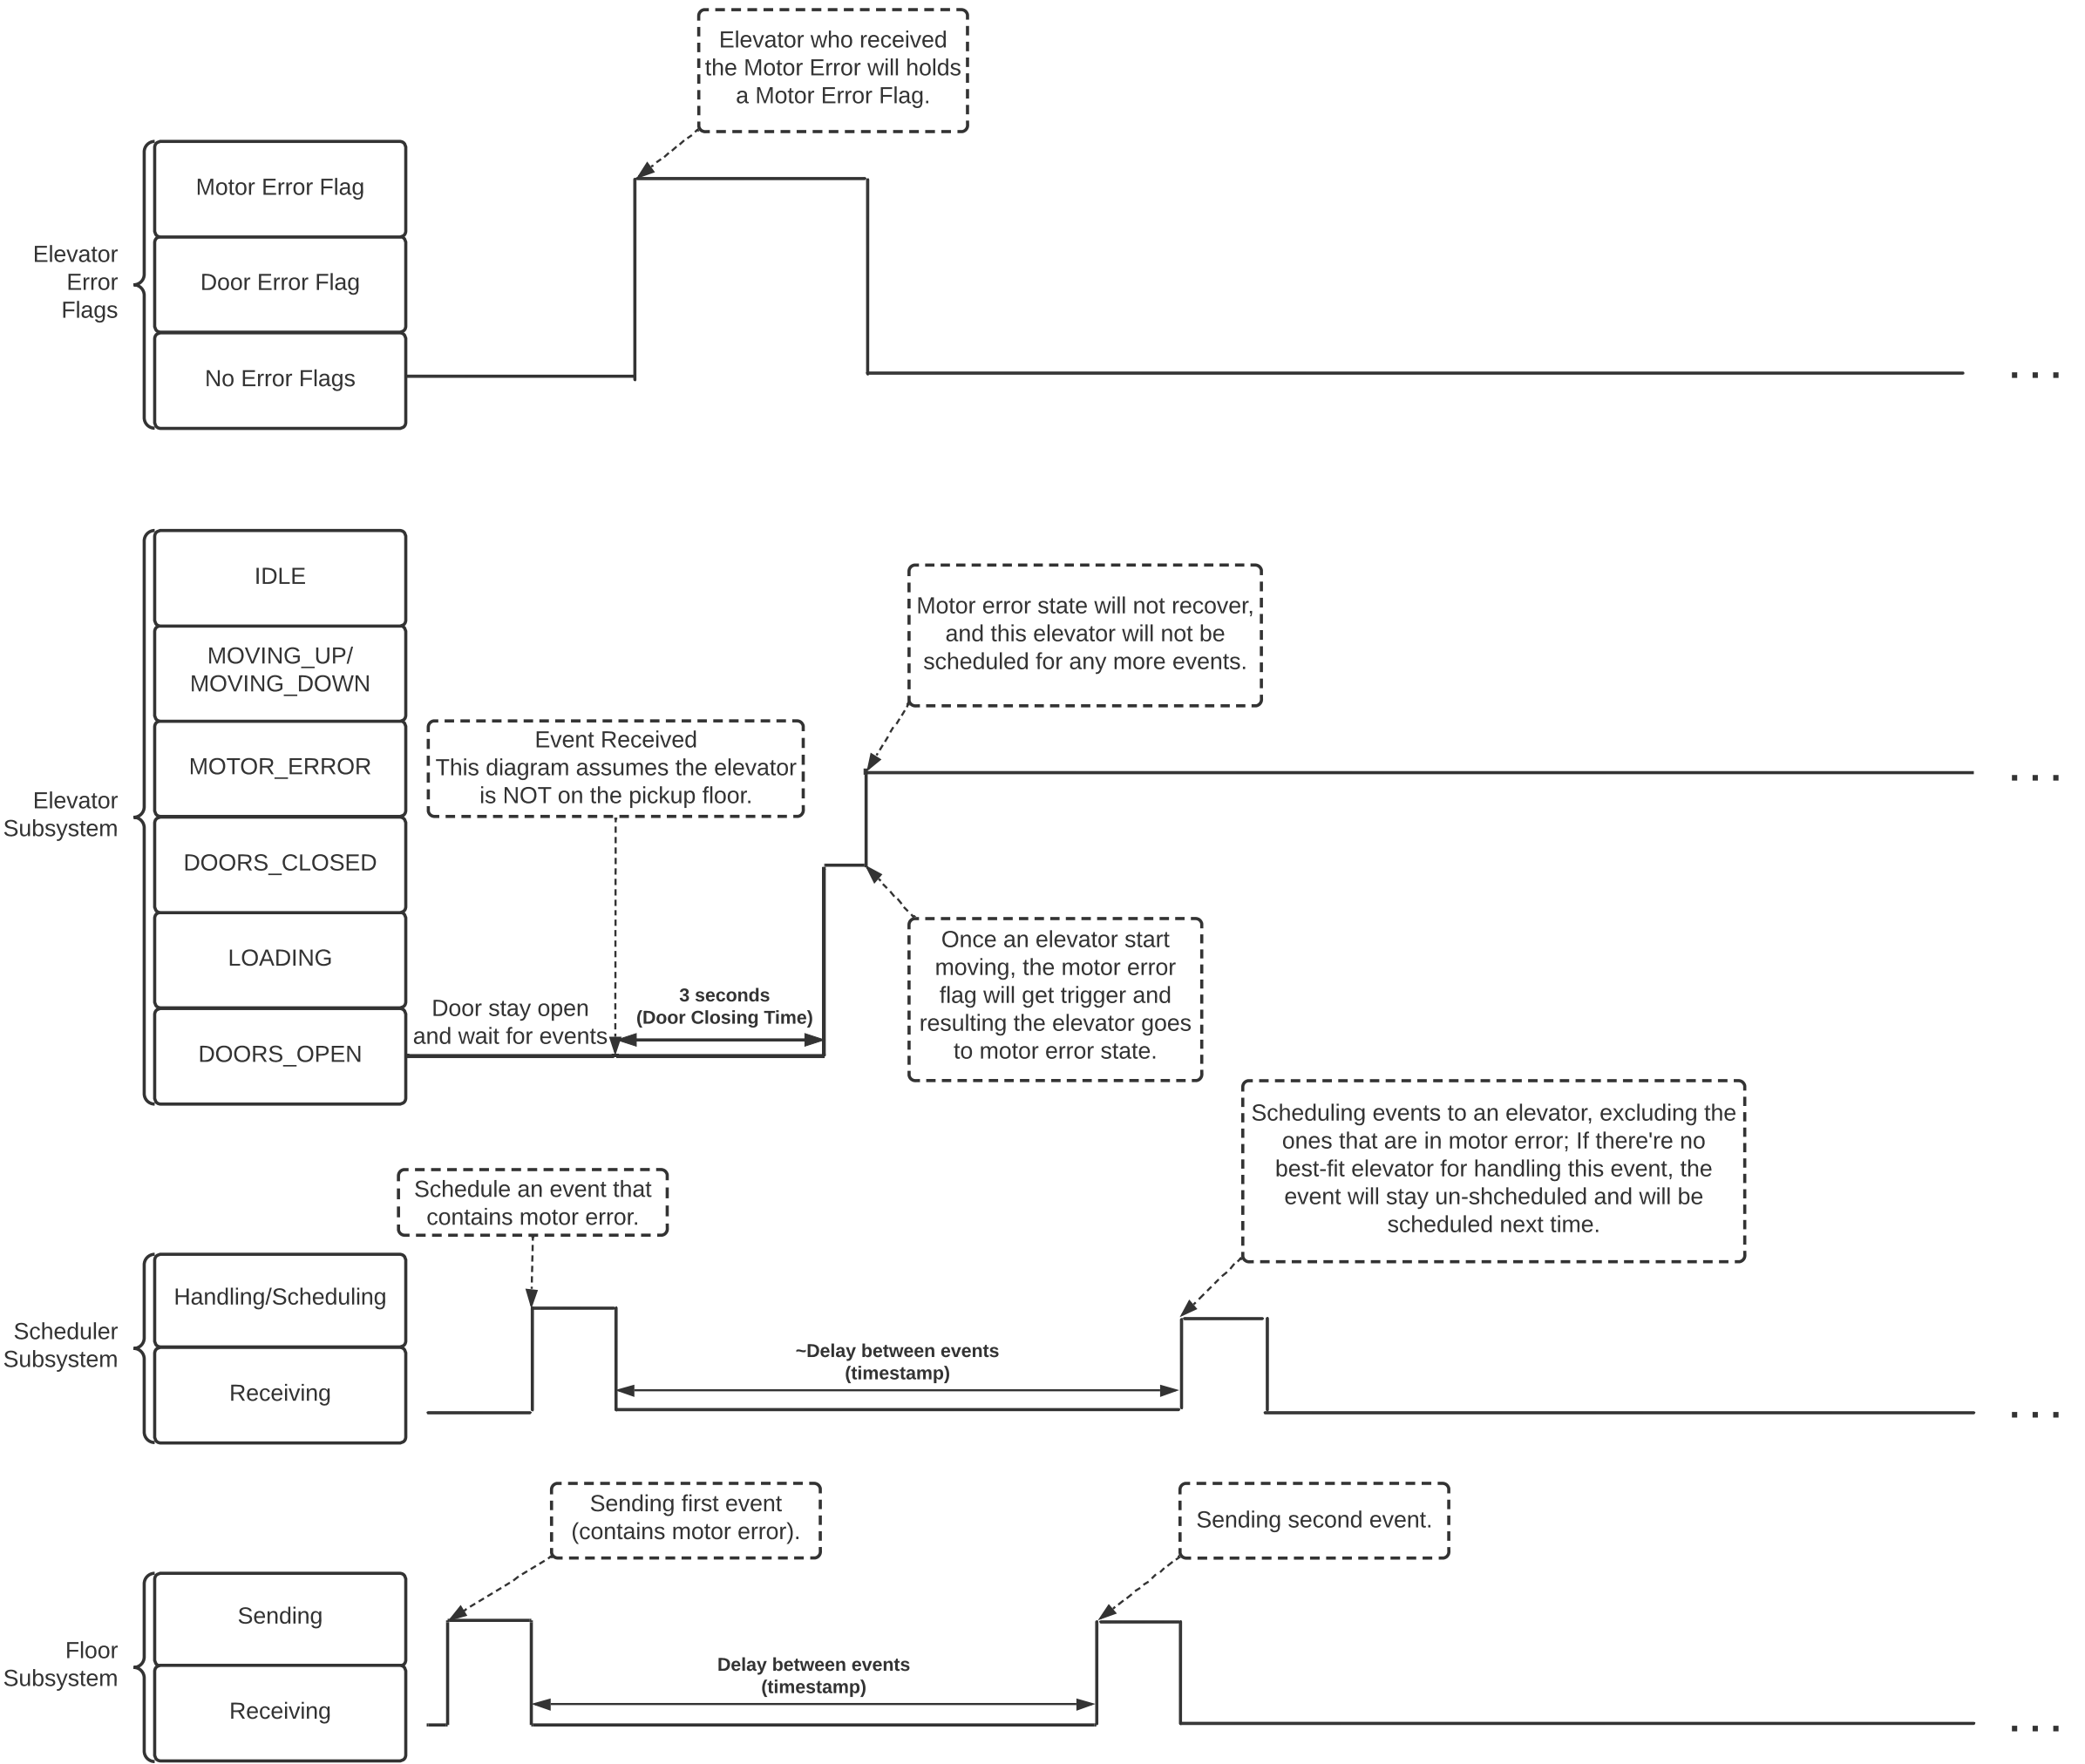 Elevator who received
the Motor Error will holds
a Motor Error Flag.
Elevator
Error
Flags
Motor Error Flag
Door Error Flag
No Error Flags
. . .
Elevator
Subsystem
IDLE
MOVING_UP/
MOVING_DOWN
MOTOR_ERROR
DOORS_CLOSED
LOADING
DOORS_OPEN
Motor error state will not recover,
and this elevator will not be
scheduled for any more events.
Event Received
This diagram assumes the elevator
is NOT on the pickup floor.
. . .
Door stay open
and wait for events
3 seconds
(Door Closing Time)
Once an elevator start
moving, the motor error
flag will get trigger and
resulting the elevator goes
to motor error state.
Scheduling events to an elevator, excluding the
ones that are in motor error; If there're no
best-fit elevator for handling this event, the
event will stay un-shcheduled and will be
scheduled next time.
Schedule an event that
contains motor error.
Scheduler
Subsystem
Handling/Scheduling
Receiving
~Delay between events
(timestamp)
. . .
Sending first event
(contains motor error).
Sending second event.
Floor
Subsystem
Sending
Receiving
Delay between events
(timestamp)
. . .